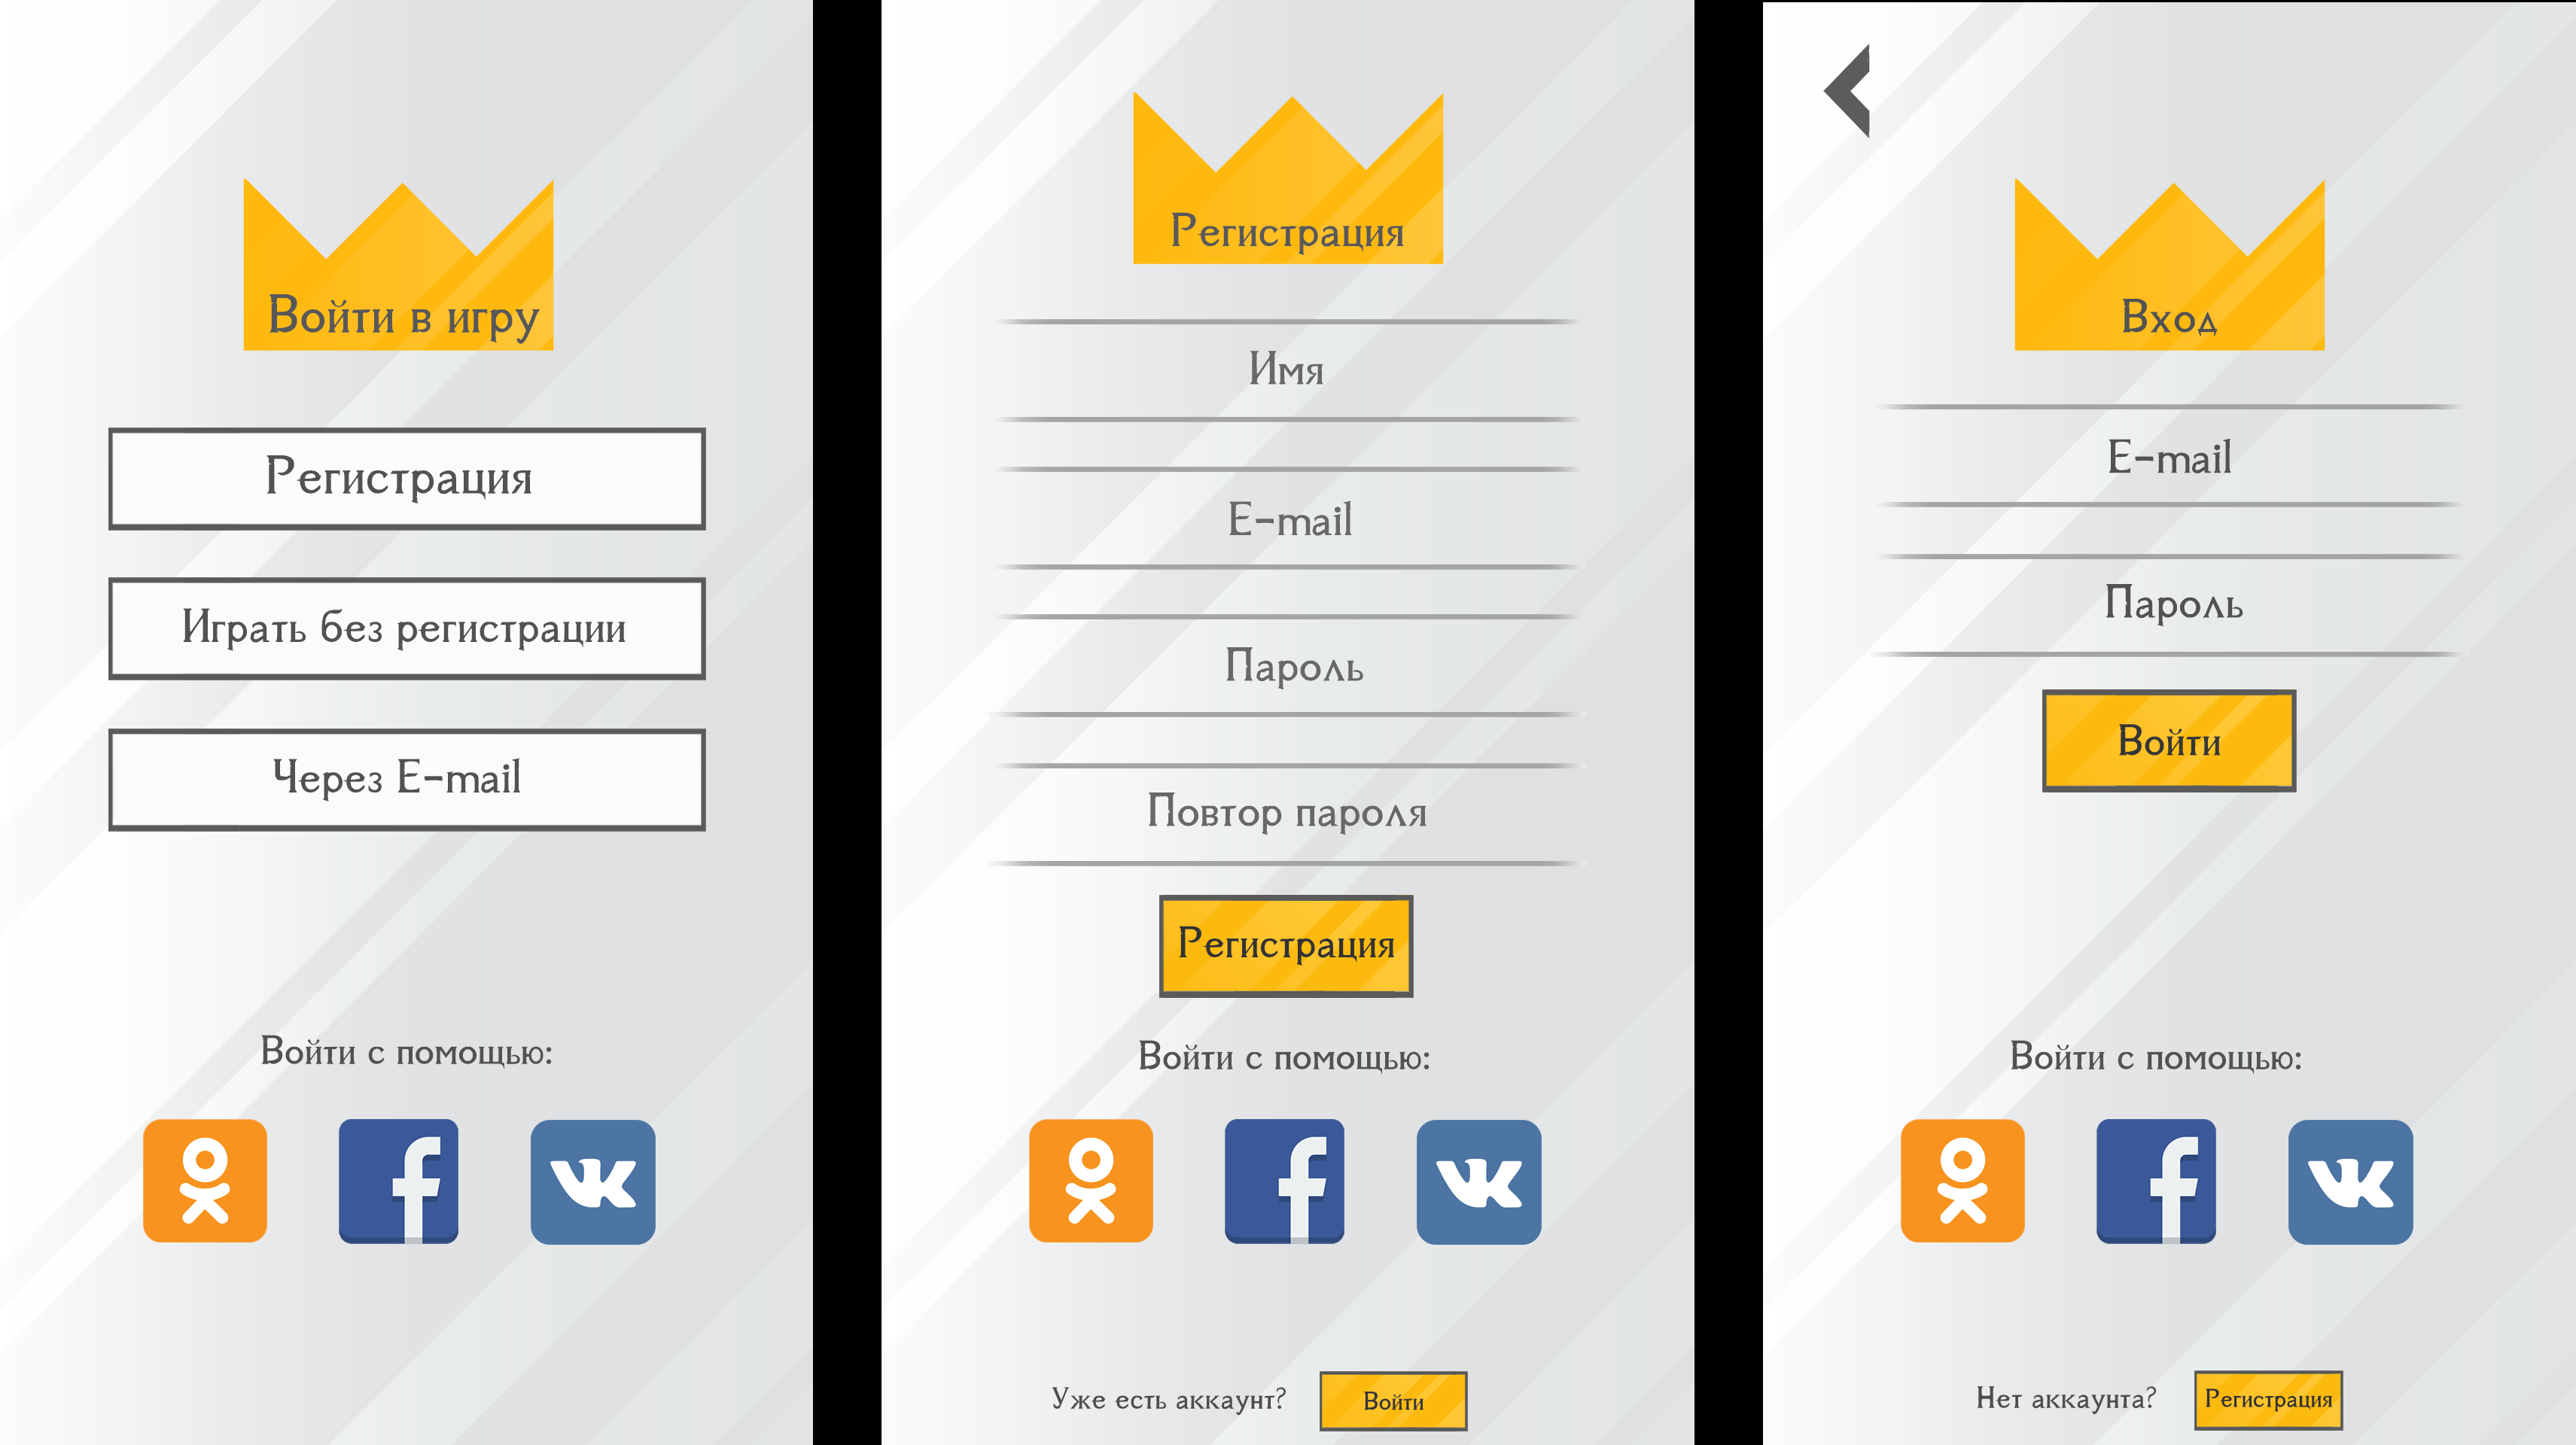 Войти в игру
Регистрация
Играть без регистрации
Через E-mail
Войти с помощью:
Регистрация
Имя
E-mail
Пароль
Повтор пароля
Регистрация
Войти с помощью:
Уже есть аккаунт?
Войти
Вход
E-mail
Пароль
Войти
Войти с помощью:
Нет аккаунта?
Регистрация